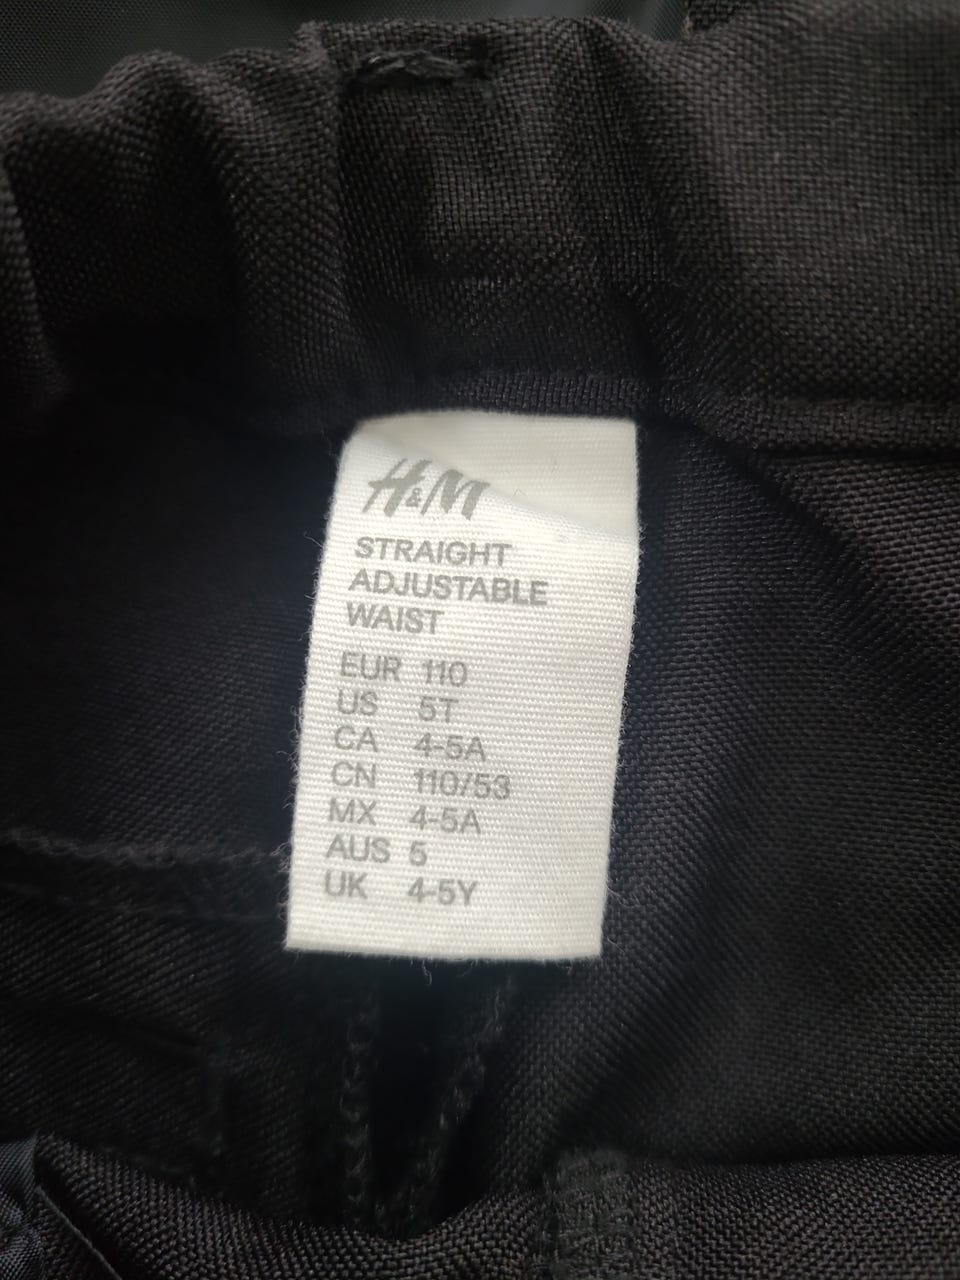 H&M
STRAIGHT
ADJUSTABLE
WAIST
EUR 110
US 5T
CA 4-5A
CN 110/53
MX 4-5A
AUS 5
UK 4-5Y